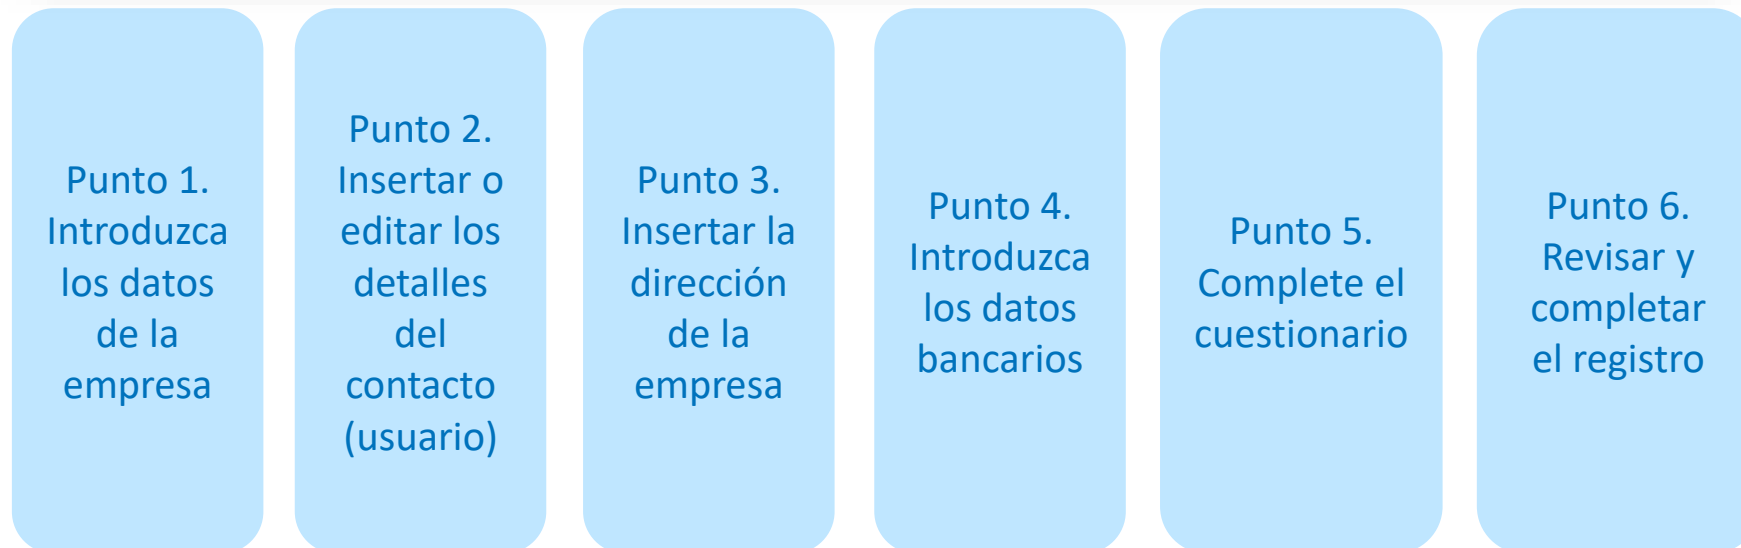 Punto 1.
Introduzca
los datos
de la
empresa
Punto 2.
Insertar o
editar los
detalles
del
contacto
(usuario)
Punto 3.
Insertar la
dirección
de la
empresa
Punto 4.
Introduzca
los datos
bancarios
Punto 5.
Complete el
cuestionario
Punto 6.
Revisar y
completar
el registro